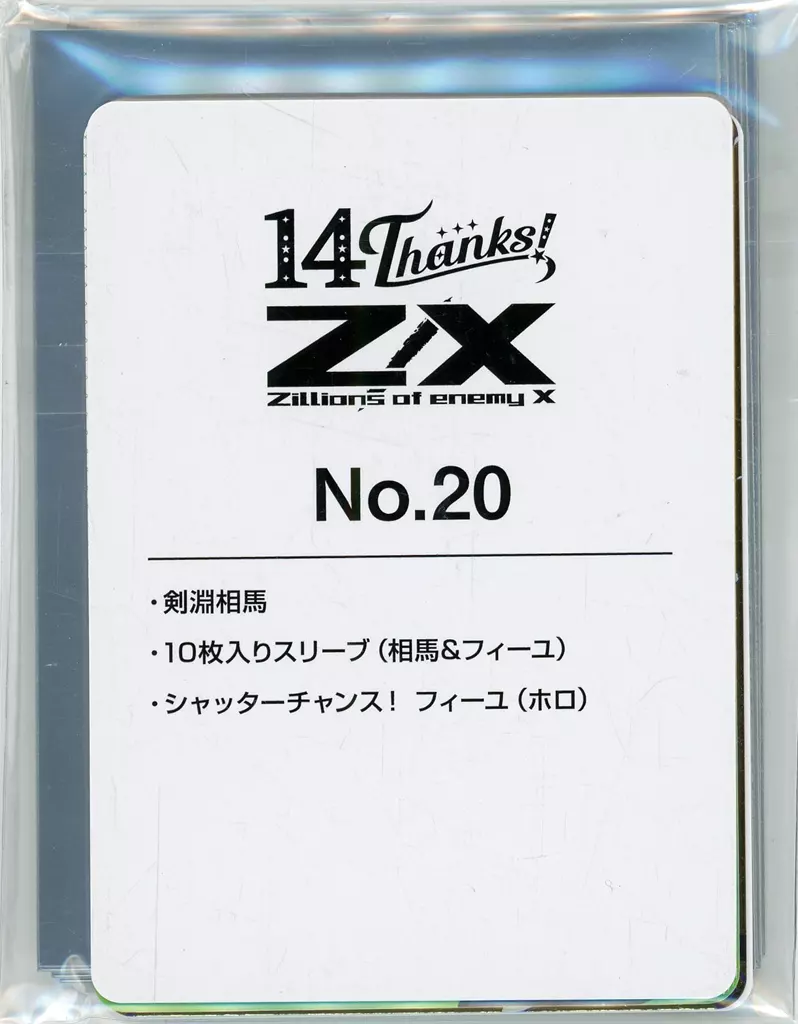 14 Thanks!
Z/X
Zillions of enemy X
No.20
・剣淵相馬
・10枚入りスリーブ（相馬&フィーユ）
・シャッターチャンス！ フィーユ（ホロ）